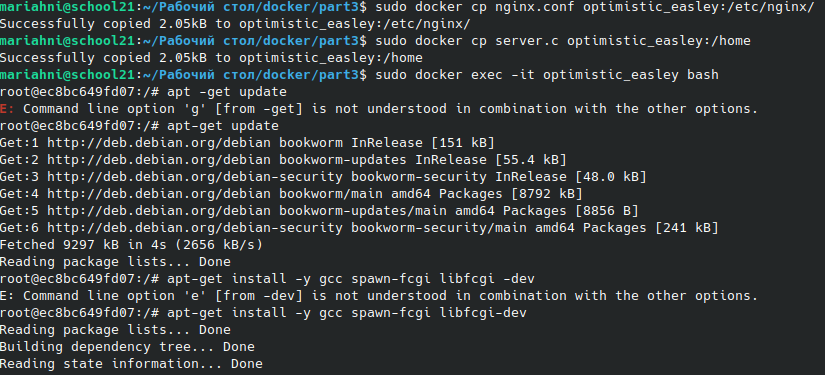 mariahni@school21:~/Рабочий стол/docker/part3$ sudo docker cp nginx.conf optimistic_easley:/etc/nginx/
Successfully copied 2.05kB to optimistic_easley:/etc/nginx/
mariahni@school21:~/Рабочий стол/docker/part3$ sudo docker cp server.c optimistic_easley:/home
Successfully copied 2.05kB to optimistic_easley:/home
mariahni@school21:~/Рабочий стол/docker/part3$ sudo docker exec -it optimistic_easley bash
root@ec8bc649fd07:/# apt -get update
E: Command line option 'g' [from -get] is not understood in combination with the other options.
root@ec8bc649fd07:/# apt-get update
Get:1 http://deb.debian.org/debian bookworm InRelease [151 kB]
Get:2 http://deb.debian.org/debian bookworm-updates InRelease [55.4 kB]
Get:3 http://deb.debian.org/debian-security bookworm-security InRelease [48.0 kB]
Get:4 http://deb.debian.org/debian bookworm/main amd64 Packages [8792 kB]
Get:5 http://deb.debian.org/debian bookworm-updates/main amd64 Packages [8856 B]
Get:6 http://deb.debian.org/debian-security bookworm-security/main amd64 Packages [241 kB]
Fetched 9297 kB in 4s (2656 kB/s)
Reading package lists... Done
root@ec8bc649fd07:/# apt-get install -y gcc spawn-fcgi libfcgi -dev
E: Command line option 'e' [from -dev] is not understood in combination with the other options.
root@ec8bc649fd07:/# apt-get install -y gcc spawn-fcgi libfcgi-dev
Reading package lists... Done
Building dependency tree... Done
Reading state information... Done